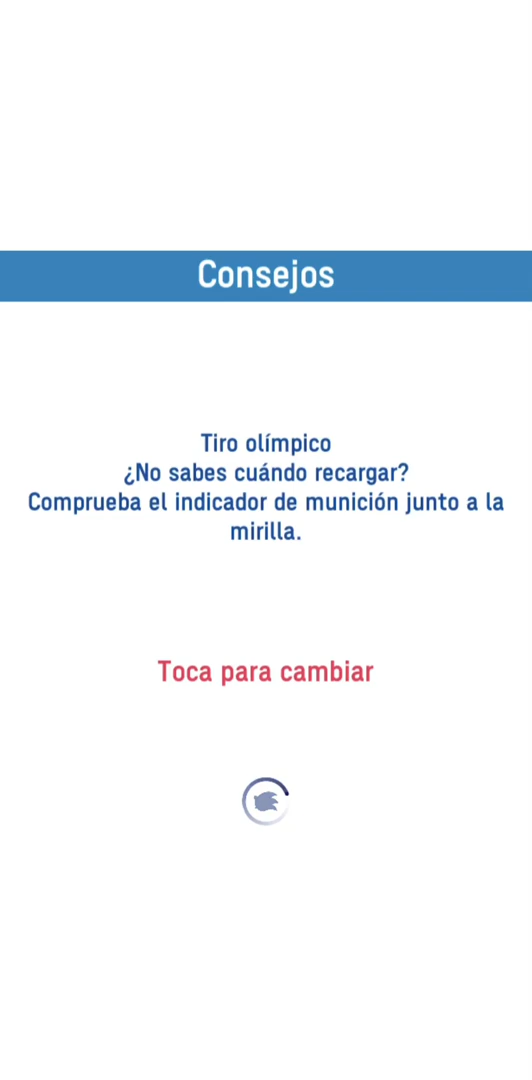 Consejos
Tiro olímpico
¿No sabes cuándo recargar?
Comprueba el indicador de munición junto a la
mirilla.
Toca para cambiar